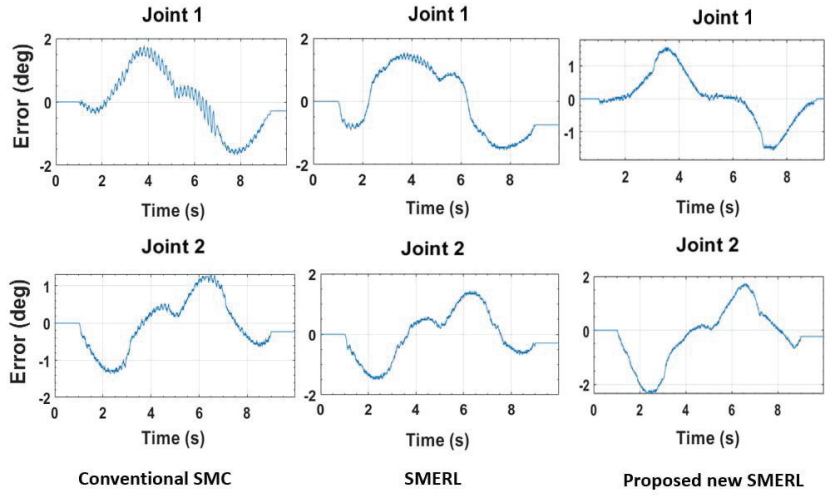 Joint 1
Joint 1
Joint 1
Error (deg)
2
0
-2
0 2 4 6 8
Time (s)
2
0
-2
0 2 4 6 8
Time (s)
1
0
-1
2 4 6 8
Time (s)
Joint 2
Joint 2
Joint 2
Error (deg)
1
0
-1
-2
0 2 4 6 8
Time (s)
2
0
-2
0 2 4 6 8
Time (s)
2
0
-2
0 2 4 6 8
Time (s)
Conventional SMC
SMERL
Proposed new SMERL